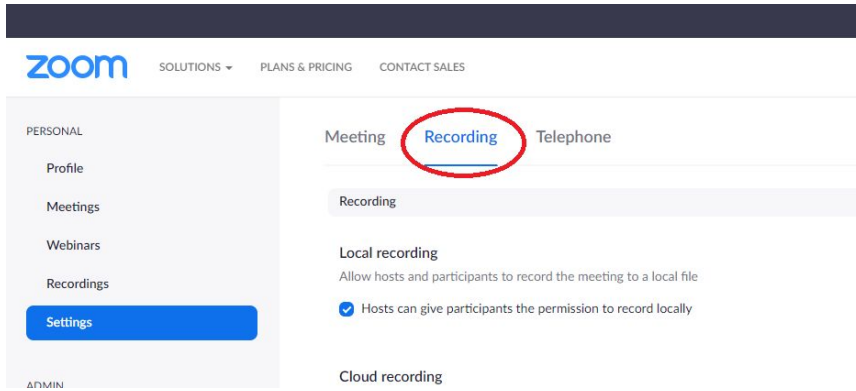 zoom SOLUTIONS PLANS & PRICING CONTACT SALES
PERSONAL
Profile
Meetings
Webinars
Recordings
Settings
ADMIN
Meeting Recording Telephone
Recording
Local recording
Allow hosts and participants to record the meeting to a local file
Hosts can give participants the permission to record locally
Cloud recording